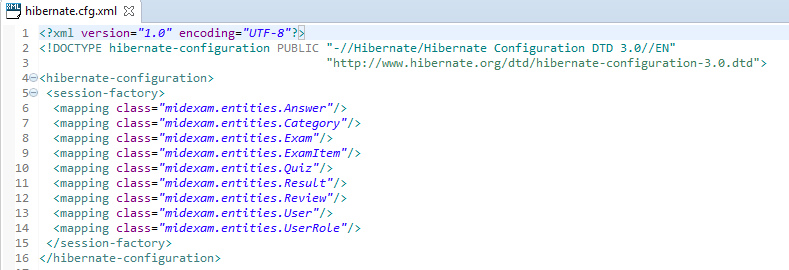 hibernate.cfg.xml
1 <?xml version="1.0" encoding="UTF-8"?>
2 <!DOCTYPE hibernate-configuration PUBLIC "-//Hibernate/Hibernate Configuration DTD 3.0//EN"
3 "http://www.hibernate.org/dtd/hibernate-configuration-3.0.dtd">
4 <hibernate-configuration>
5 <session-factory>
6 <mapping class="midexam.entities.Answer"/>
7 <mapping class="midexam.entities.Category"/>
8 <mapping class="midexam.entities.Exam"/>
9 <mapping class="midexam.entities.ExamItem"/>
10 <mapping class="midexam.entities.Quiz"/>
11 <mapping class="midexam.entities.Result"/>
12 <mapping class="midexam.entities.Review"/>
13 <mapping class="midexam.entities.User"/>
14 <mapping class="midexam.entities.UserRole"/>
15 </session-factory>
16 </hibernate-configuration>